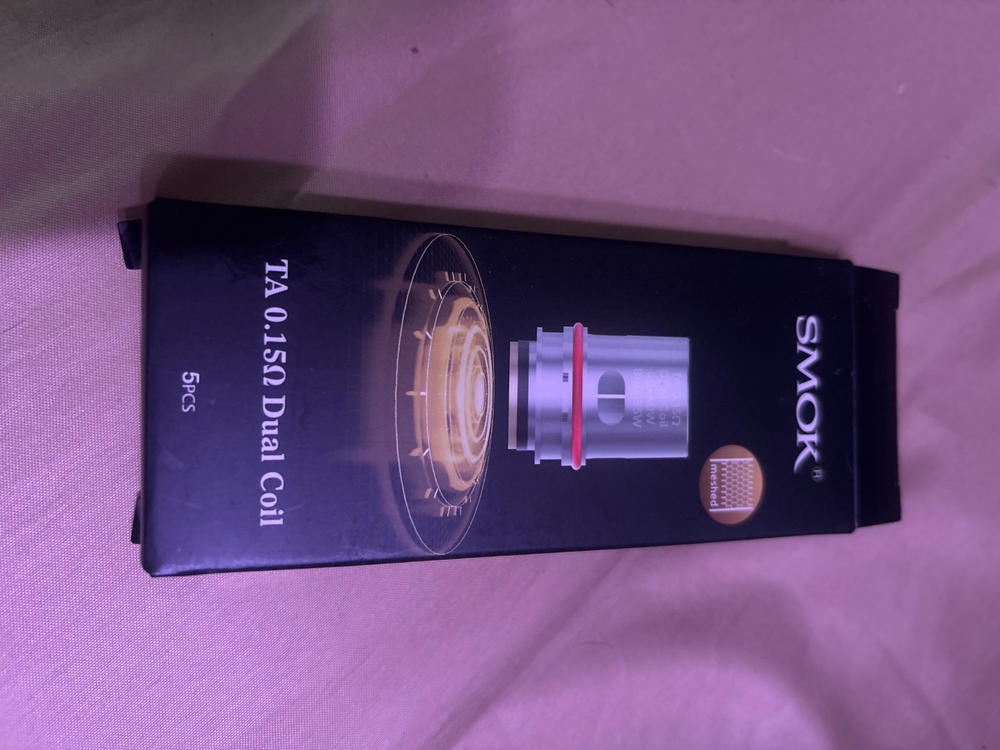 SMOK®
meshed
TA 0.15Ω Dual Coil
5PCS